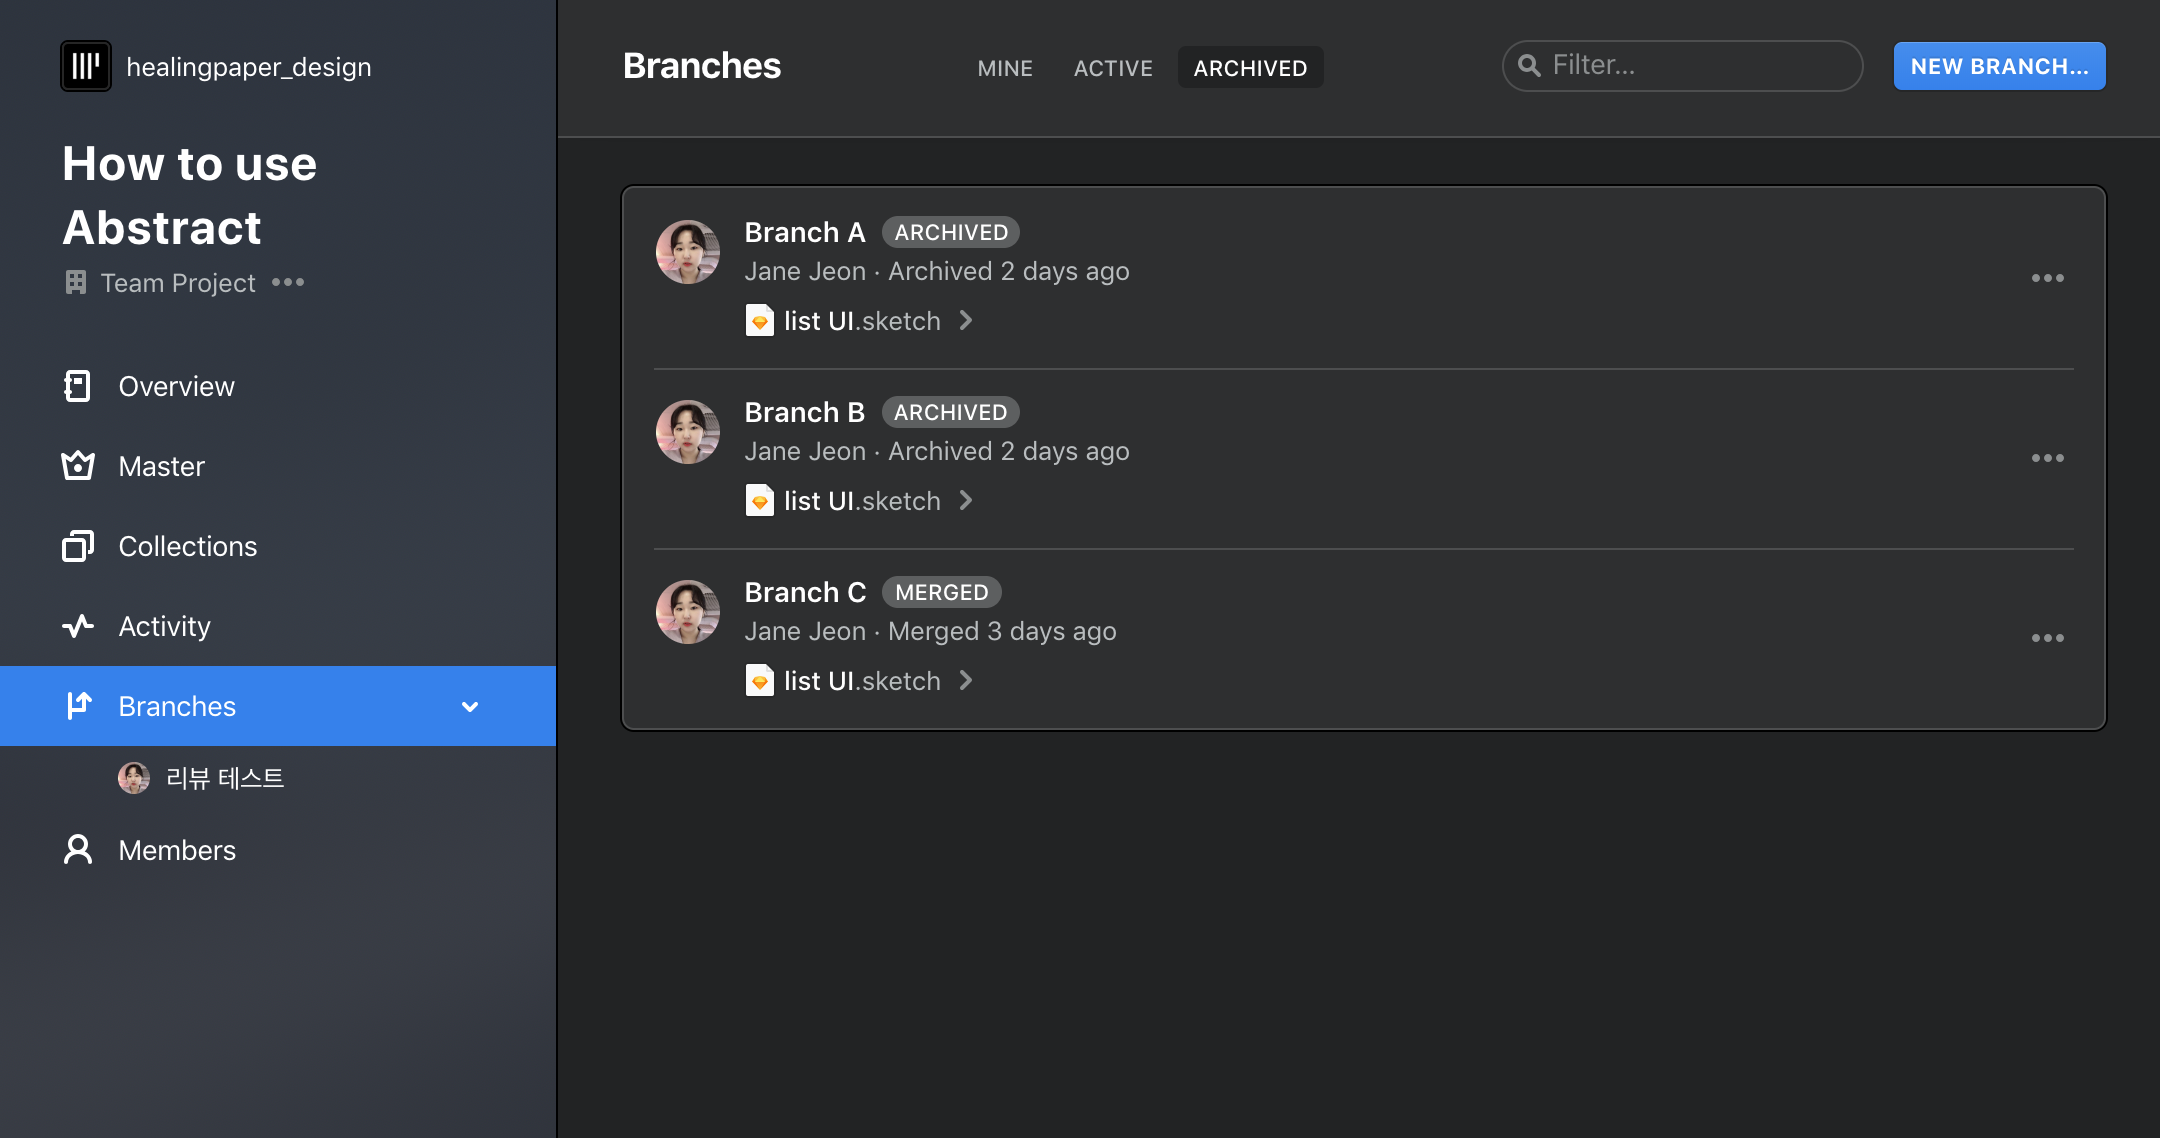 healingpaper_design
How to use
Abstract
Team Project
Overview
Master
Collections
Activity
Branches
리뷰 테스트
Members
Branches
MINE ACTIVE ARCHIVED
Filter...
NEW BRANCH...
Branch A ARCHIVED
Jane Jeon · Archived 2 days ago
list UI.sketch
Branch B ARCHIVED
Jane Jeon · Archived 2 days ago
list UI.sketch
Branch C MERGED
Jane Jeon · Merged 3 days ago
list UI.sketch